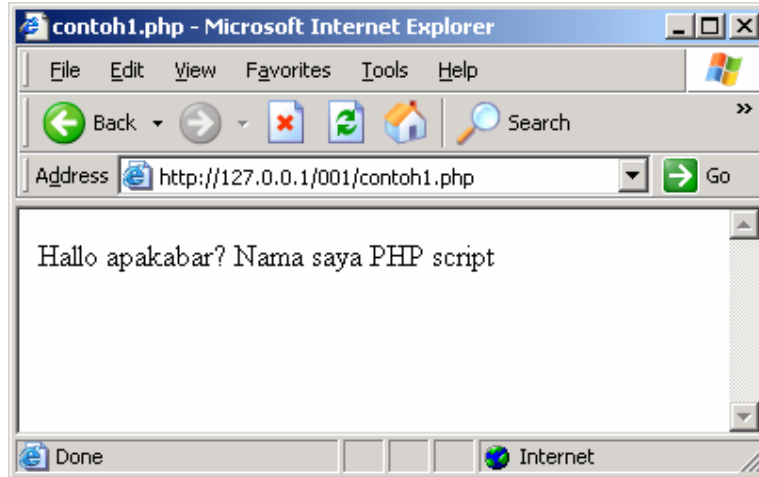 contoh1.php - Microsoft Internet Explorer
File Edit View Favorites Tools Help
Back Search »
Address http://127.0.0.1/001/contoh1.php Go
Hallo apakabar? Nama saya PHP script
Done Internet